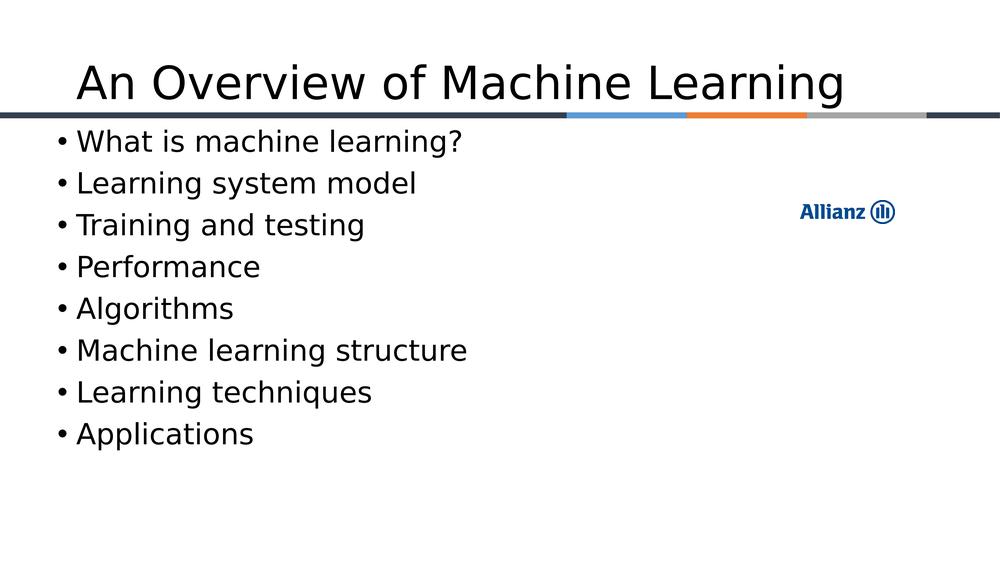 An Overview of Machine Learning
• What is machine learning?
• Learning system model
• Training and testing
• Performance
• Algorithms
• Machine learning structure
• Learning techniques
• Applications
Allianz